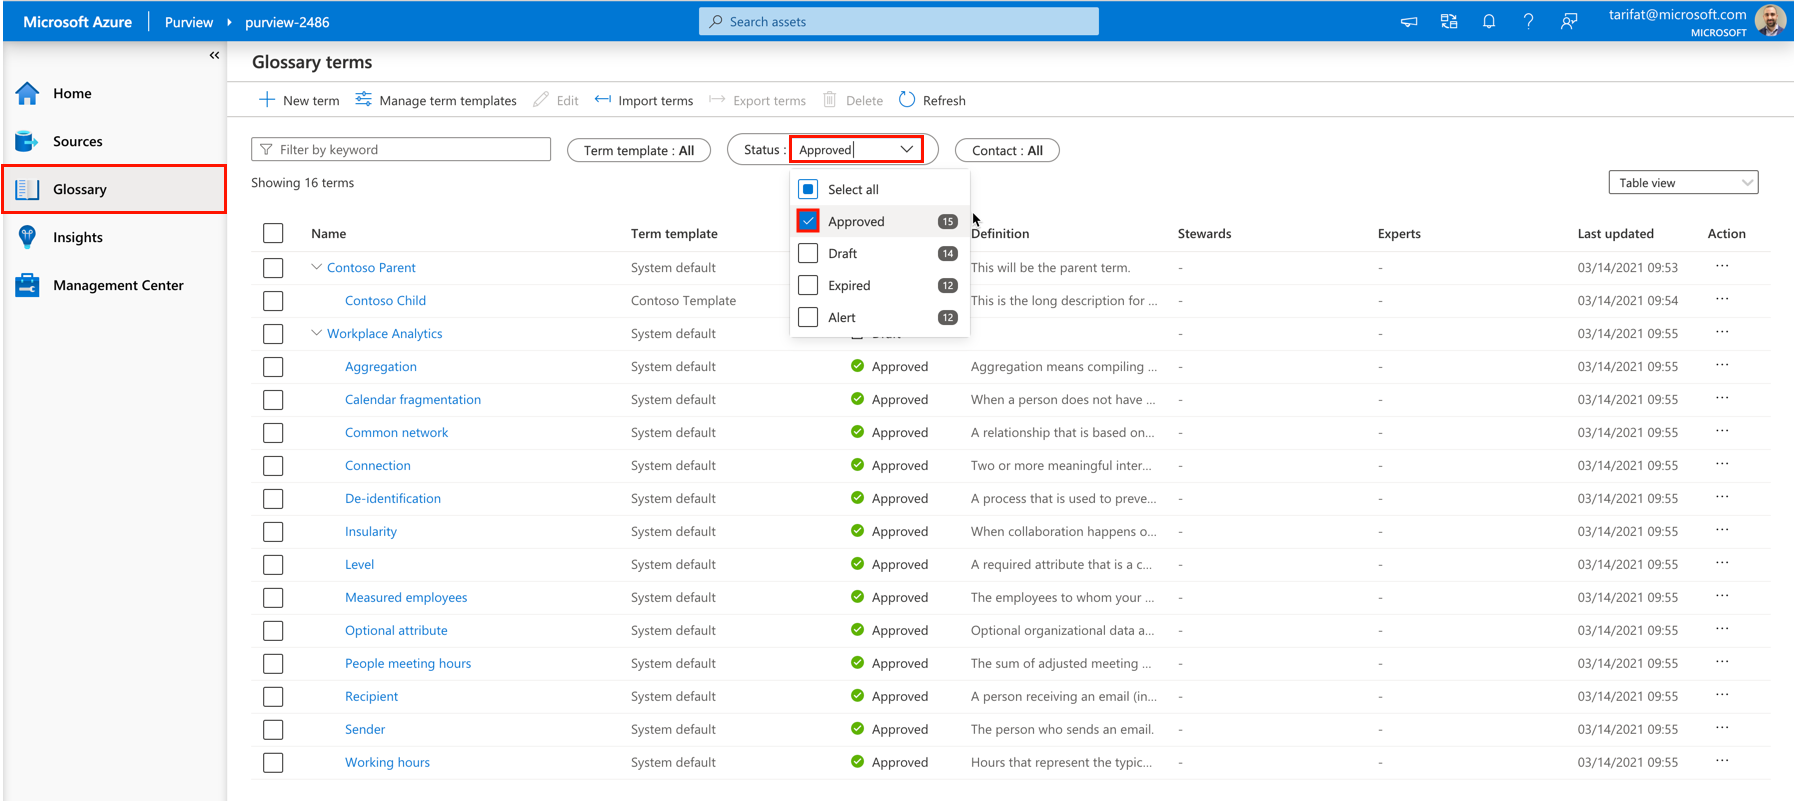 Microsoft Azure Purview purview-2486 Search assets tarifat@microsoft.com
MICROSOFT
Home
Sources
Glossary
Insights
Management Center
Glossary terms
New term Manage term templates Edit Import terms Export terms Delete Refresh
Filter by keyword Term template : All Status : Approved Contact : All
Showing 16 terms Table view
Select all
Approved 15
Draft 14
Expired 12
Alert 12
Name Term template Definition Stewards Experts Last updated Action
Contoso Parent System default This will be the parent term. - - 03/14/2021 09:53 ...
Contoso Child Contoso Template This is the long description for ... - - 03/14/2021 09:54 ...
Workplace Analytics System default Draft - - 03/14/2021 09:55 ...
Aggregation System default Approved Aggregation means compiling ... - - 03/14/2021 09:55 ...
Calendar fragmentation System default Approved When a person does not have ... - - 03/14/2021 09:55 ...
Common network System default Approved A relationship that is based on... - - 03/14/2021 09:55 ...
Connection System default Approved Two or more meaningful inter... - - 03/14/2021 09:55 ...
De-identification System default Approved A process that is used to preve... - - 03/14/2021 09:55 ...
Insularity System default Approved When collaboration happens o... - - 03/14/2021 09:55 ...
Level System default Approved A required attribute that is a c... - - 03/14/2021 09:55 ...
Measured employees System default Approved The employees to whom your ... - - 03/14/2021 09:55 ...
Optional attribute System default Approved Optional organizational data a... - - 03/14/2021 09:55 ...
People meeting hours System default Approved The sum of adjusted meeting ... - - 03/14/2021 09:55 ...
Recipient System default Approved A person receiving an email (in... - - 03/14/2021 09:55 ...
Sender System default Approved The person who sends an email. - - 03/14/2021 09:55 ...
Working hours System default Approved Hours that represent the typic... - - 03/14/2021 09:55 ...